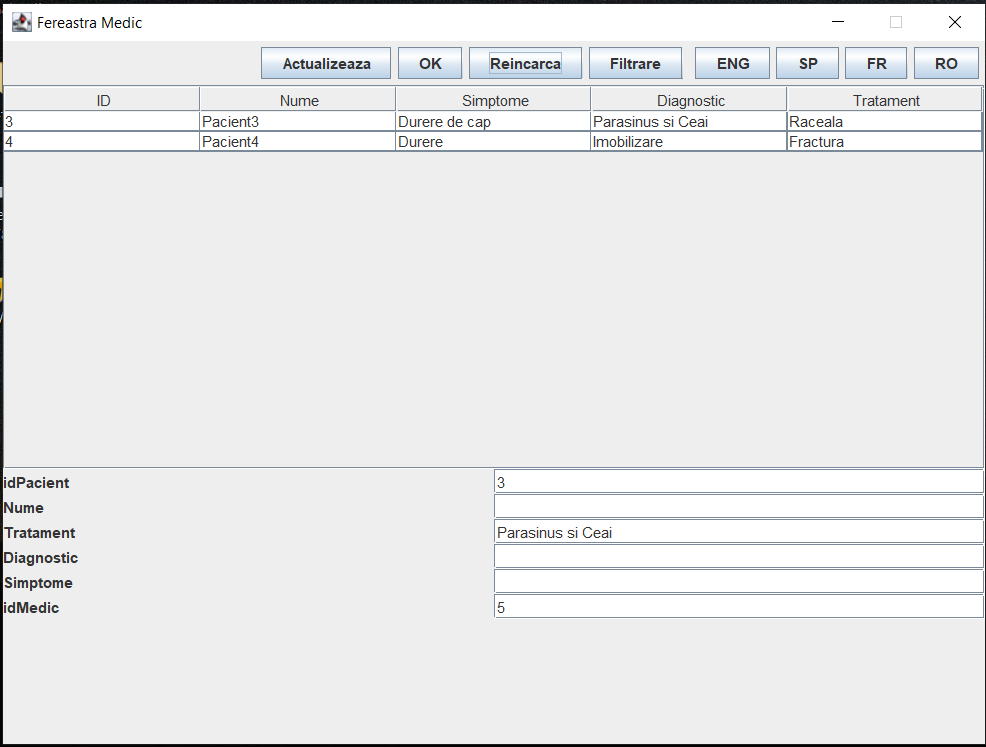 Fereastra Medic
Actualizeaza OK Reincarca Filtrare ENG SP FR RO
ID Nume Simptome Diagnostic Tratament
3 Pacient3 Durere de cap Parasinus si Ceai Raceala
4 Pacient4 Durere Imobilizare Fractura
idPacient 3
Nume
Tratament Parasinus si Ceai
Diagnostic
Simptome
idMedic 5